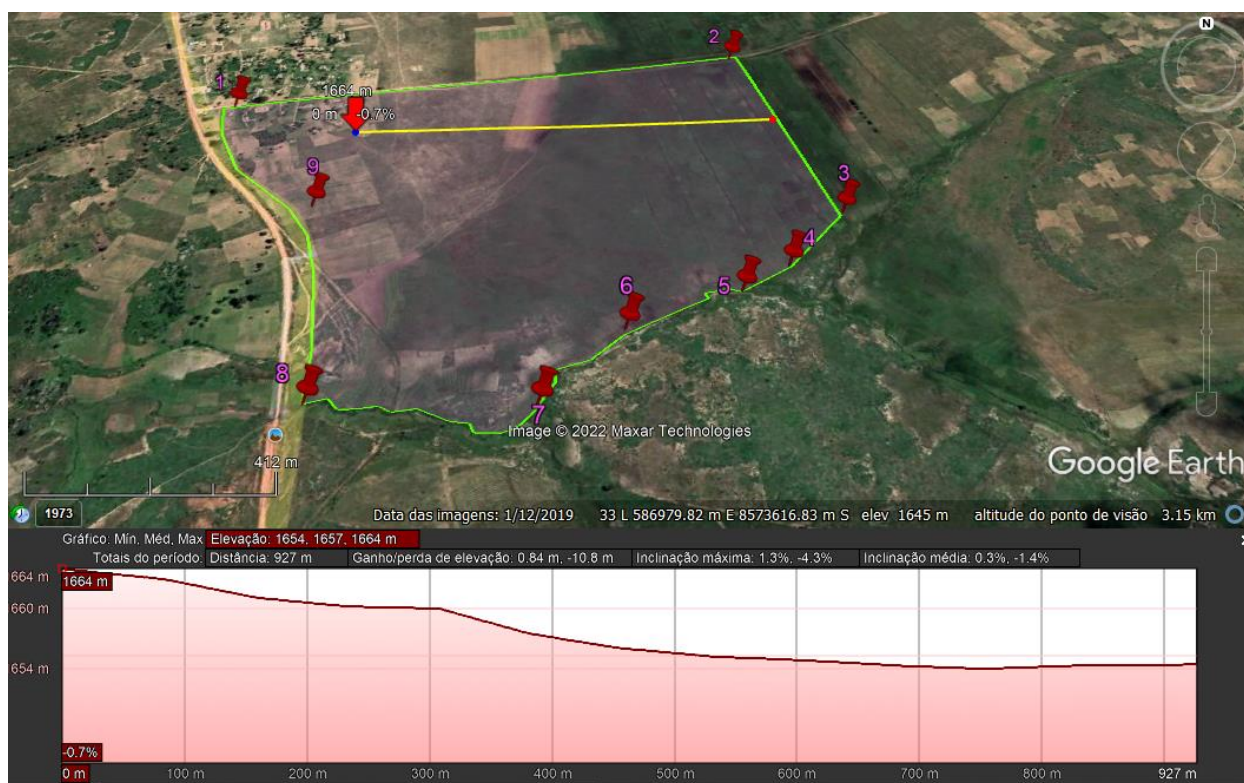 N
2
1
1664 m
0 m -0.7%
9
3
4
5
6
8
7
Image © 2022 Maxar Technologies
412 m
Google Earth
1973
Data das imagens: 1/12/2019 33 L 586979.82 m E 8573616.83 m S elev 1645 m altitude do ponto de visão 3.15 km
Gráfico: Mín, Méd, Max Elevação: 1654, 1657, 1664 m
Totais do período: Distância: 927 m Ganho/perda de elevação: 0.84 m, -10.8 m Inclinação máxima: 1.3%, -4.3% Inclinação média: 0.3%, -1.4%
664 m
1664 m
660 m
654 m
-0.7%
0 m 100 m 200 m 300 m 400 m 500 m 600 m 700 m 800 m 927 m